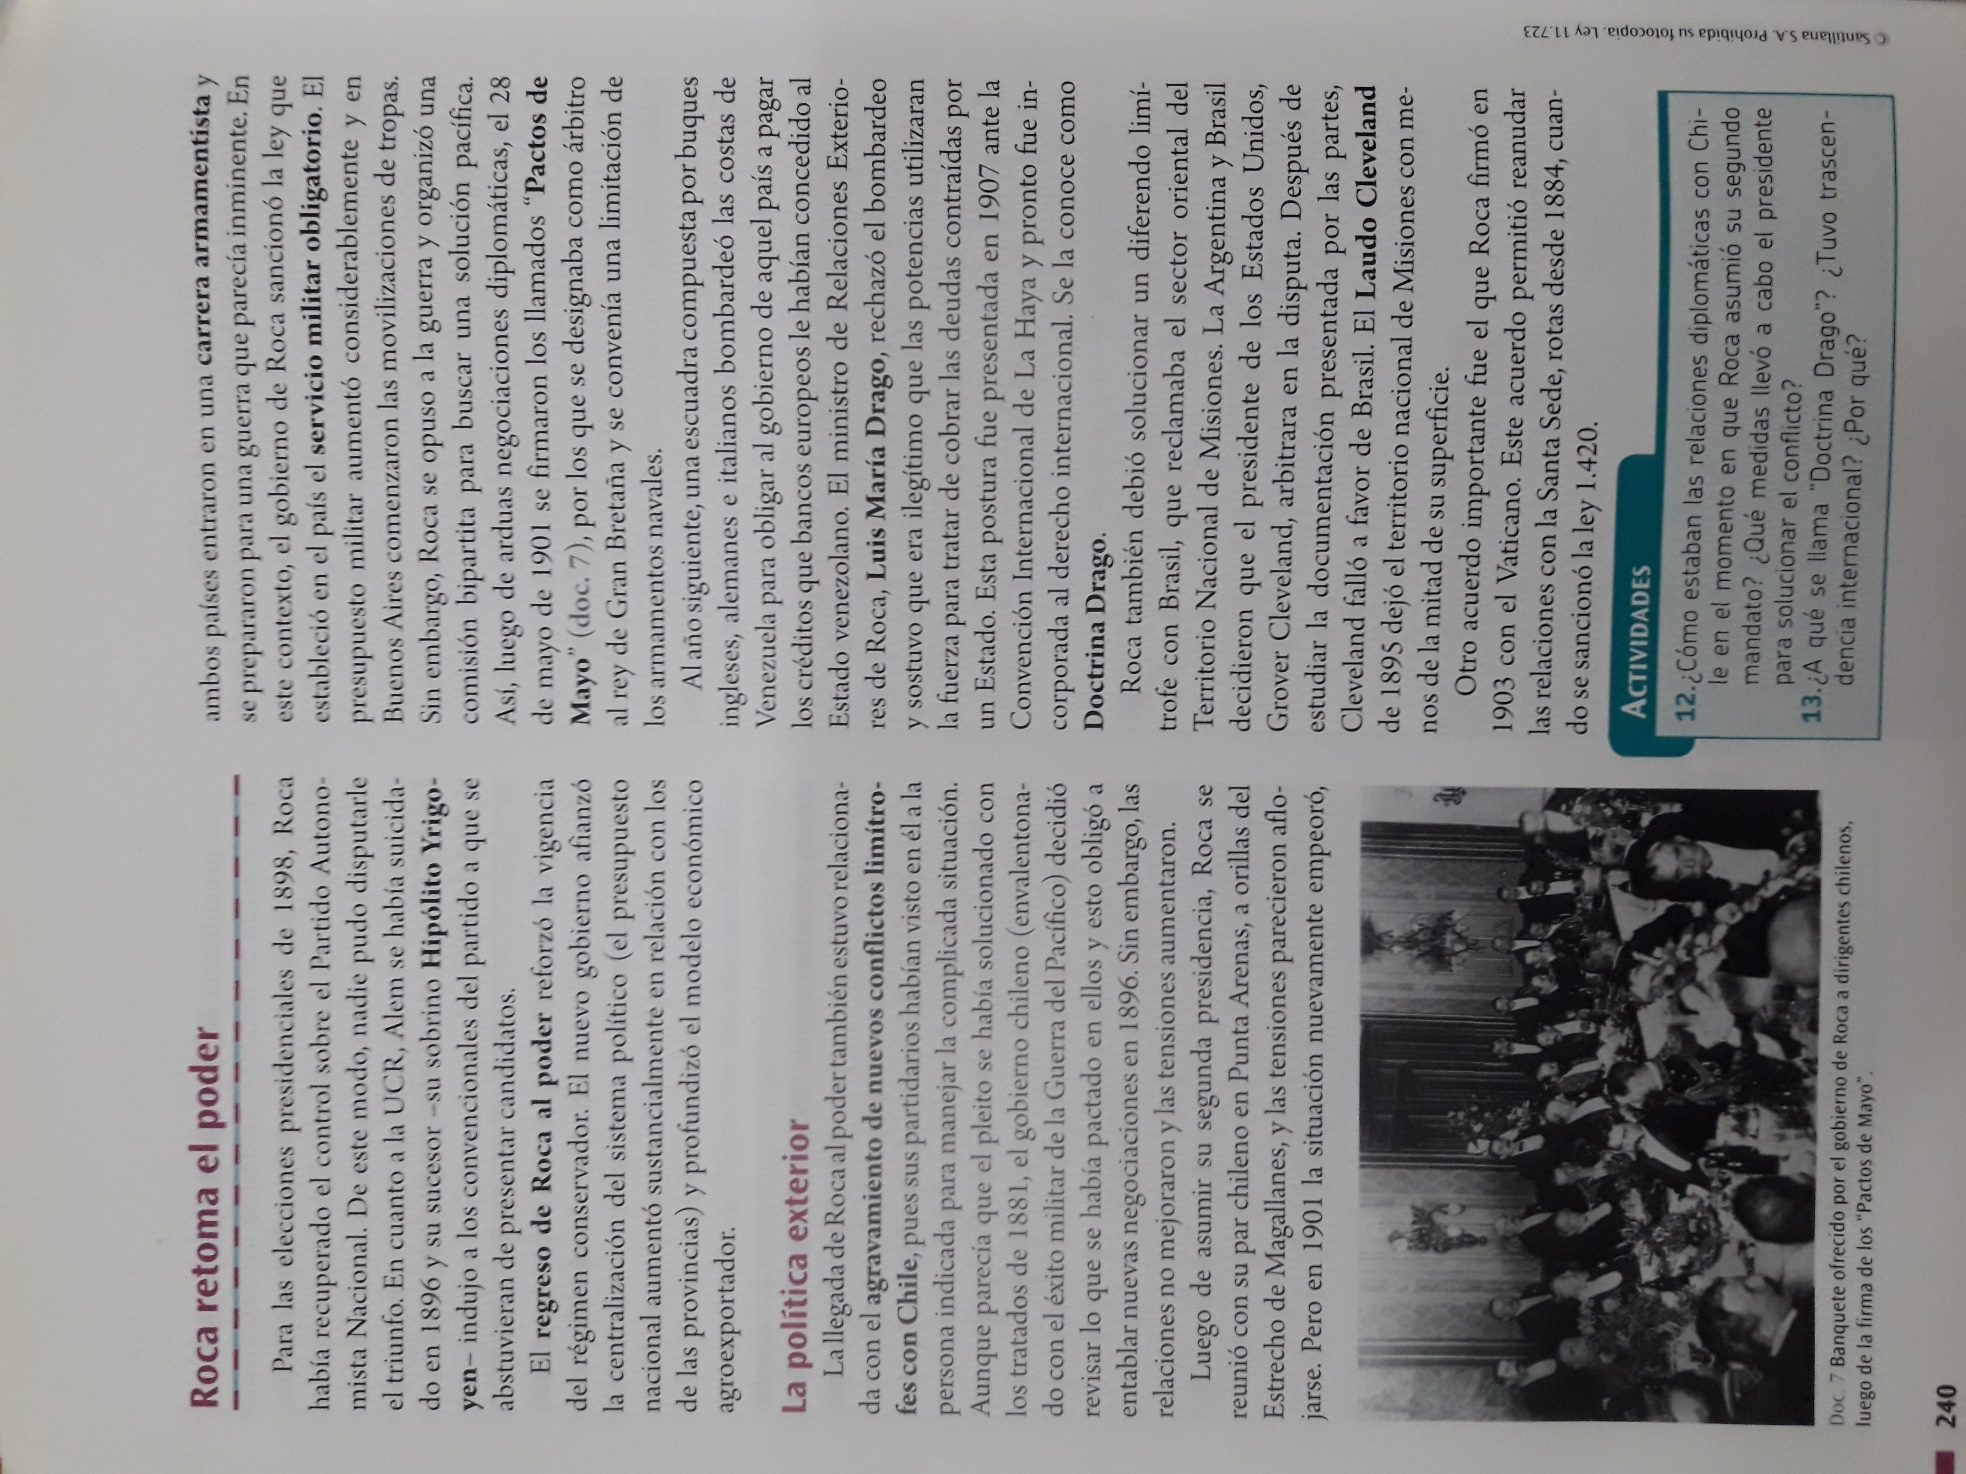 Roca retoma el poder
Para las elecciones presidenciales de 1898, Roca
había recuperado el control sobre el Partido Autono-
mista Nacional. De este modo, nadie pudo disputarle
el triunfo. En cuanto a la UCR, Alem se había suicida-
do en 1896 y su sucesor –su sobrino Hipólito Yrigo-
yen– indujo a los convencionales del partido a que se
abstuvieran de presentar candidatos.
El regreso de Roca al poder reforzó la vigencia
del régimen conservador. El nuevo gobierno afianzó
la centralización del sistema político (el presupuesto
nacional aumentó sustancialmente en relación con los
de las provincias) y profundizó el modelo económico
agroexportador.
La política exterior
La llegada de Roca al poder también estuvo relaciona-
da con el agravamiento de nuevos conflictos limítro-
fes con Chile, pues sus partidarios habían visto en él a la
persona indicada para manejar la complicada situación.
Aunque parecía que el pleito se había solucionado con
los tratados de 1881, el gobierno chileno (envalentona-
do con el éxito militar de la Guerra del Pacífico) decidió
revisar lo que se había pactado en ellos y esto obligó a
entablar nuevas negociaciones en 1896. Sin embargo, las
relaciones no mejoraron y las tensiones aumentaron.
Luego de asumir su segunda presidencia, Roca se
reunió con su par chileno en Punta Arenas, a orillas del
Estrecho de Magallanes, y las tensiones parecieron aflo-
jarse. Pero en 1901 la situación nuevamente empeoró,
Doc. 7 Banquete ofrecido por el gobierno de Roca a dirigentes chilenos,
luego de la firma de los "Pactos de Mayo".
240
ambos países entraron en una carrera armamentista y
se prepararon para una guerra que parecía inminente. En
este contexto, el gobierno de Roca sancionó la ley que
estableció en el país el servicio militar obligatorio. El
presupuesto militar aumentó considerablemente y en
Buenos Aires comenzaron las movilizaciones de tropas.
Sin embargo, Roca se opuso a la guerra y organizó una
comisión bipartita para buscar una solución pacífica.
Así, luego de arduas negociaciones diplomáticas, el 28
de mayo de 1901 se firmaron los llamados "Pactos de
Mayo" (doc. 7), por los que se designaba como árbitro
al rey de Gran Bretaña y se convenía una limitación de
los armamentos navales.
Al año siguiente, una escuadra compuesta por buques
ingleses, alemanes e italianos bombardeó las costas de
Venezuela para obligar al gobierno de aquel país a pagar
los créditos que bancos europeos le habían concedido al
Estado venezolano. El ministro de Relaciones Exterio-
res de Roca, Luis María Drago, rechazó el bombardeo
y sostuvo que era ilegítimo que las potencias utilizaran
la fuerza para tratar de cobrar las deudas contraídas por
un Estado. Esta postura fue presentada en 1907 ante la
Convención Internacional de La Haya y pronto fue in-
corporada al derecho internacional. Se la conoce como
Doctrina Drago.
Roca también debió solucionar un diferendo limí-
trofe con Brasil, que reclamaba el sector oriental del
Territorio Nacional de Misiones. La Argentina y Brasil
decidieron que el presidente de los Estados Unidos,
Grover Cleveland, arbitrara en la disputa. Después de
estudiar la documentación presentada por las partes,
Cleveland falló a favor de Brasil. El Laudo Cleveland
de 1895 dejó el territorio nacional de Misiones con me-
nos de la mitad de su superficie.
Otro acuerdo importante fue el que Roca firmó en
1903 con el Vaticano. Este acuerdo permitió reanudar
las relaciones con la Santa Sede, rotas desde 1884, cuan-
do se sancionó la ley 1.420.
ACTIVIDADES
12. ¿Cómo estaban las relaciones diplomáticas con Chi-
le en el momento en que Roca asumió su segundo
mandato? ¿Qué medidas llevó a cabo el presidente
para solucionar el conflicto?
13. ¿A qué se llama "Doctrina Drago"? ¿Tuvo trascen-
dencia internacional? ¿Por qué?
© Santillana S.A. Prohibida su fotocopia. Ley 11.723